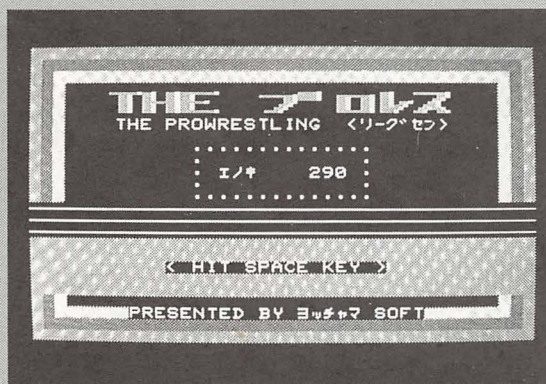 THE プロレス
THE PROWRESTLING <リーグセン>
エノキ 290
< HIT SPACE KEY >
PRESENTED BY ヨッチャマ SOFT